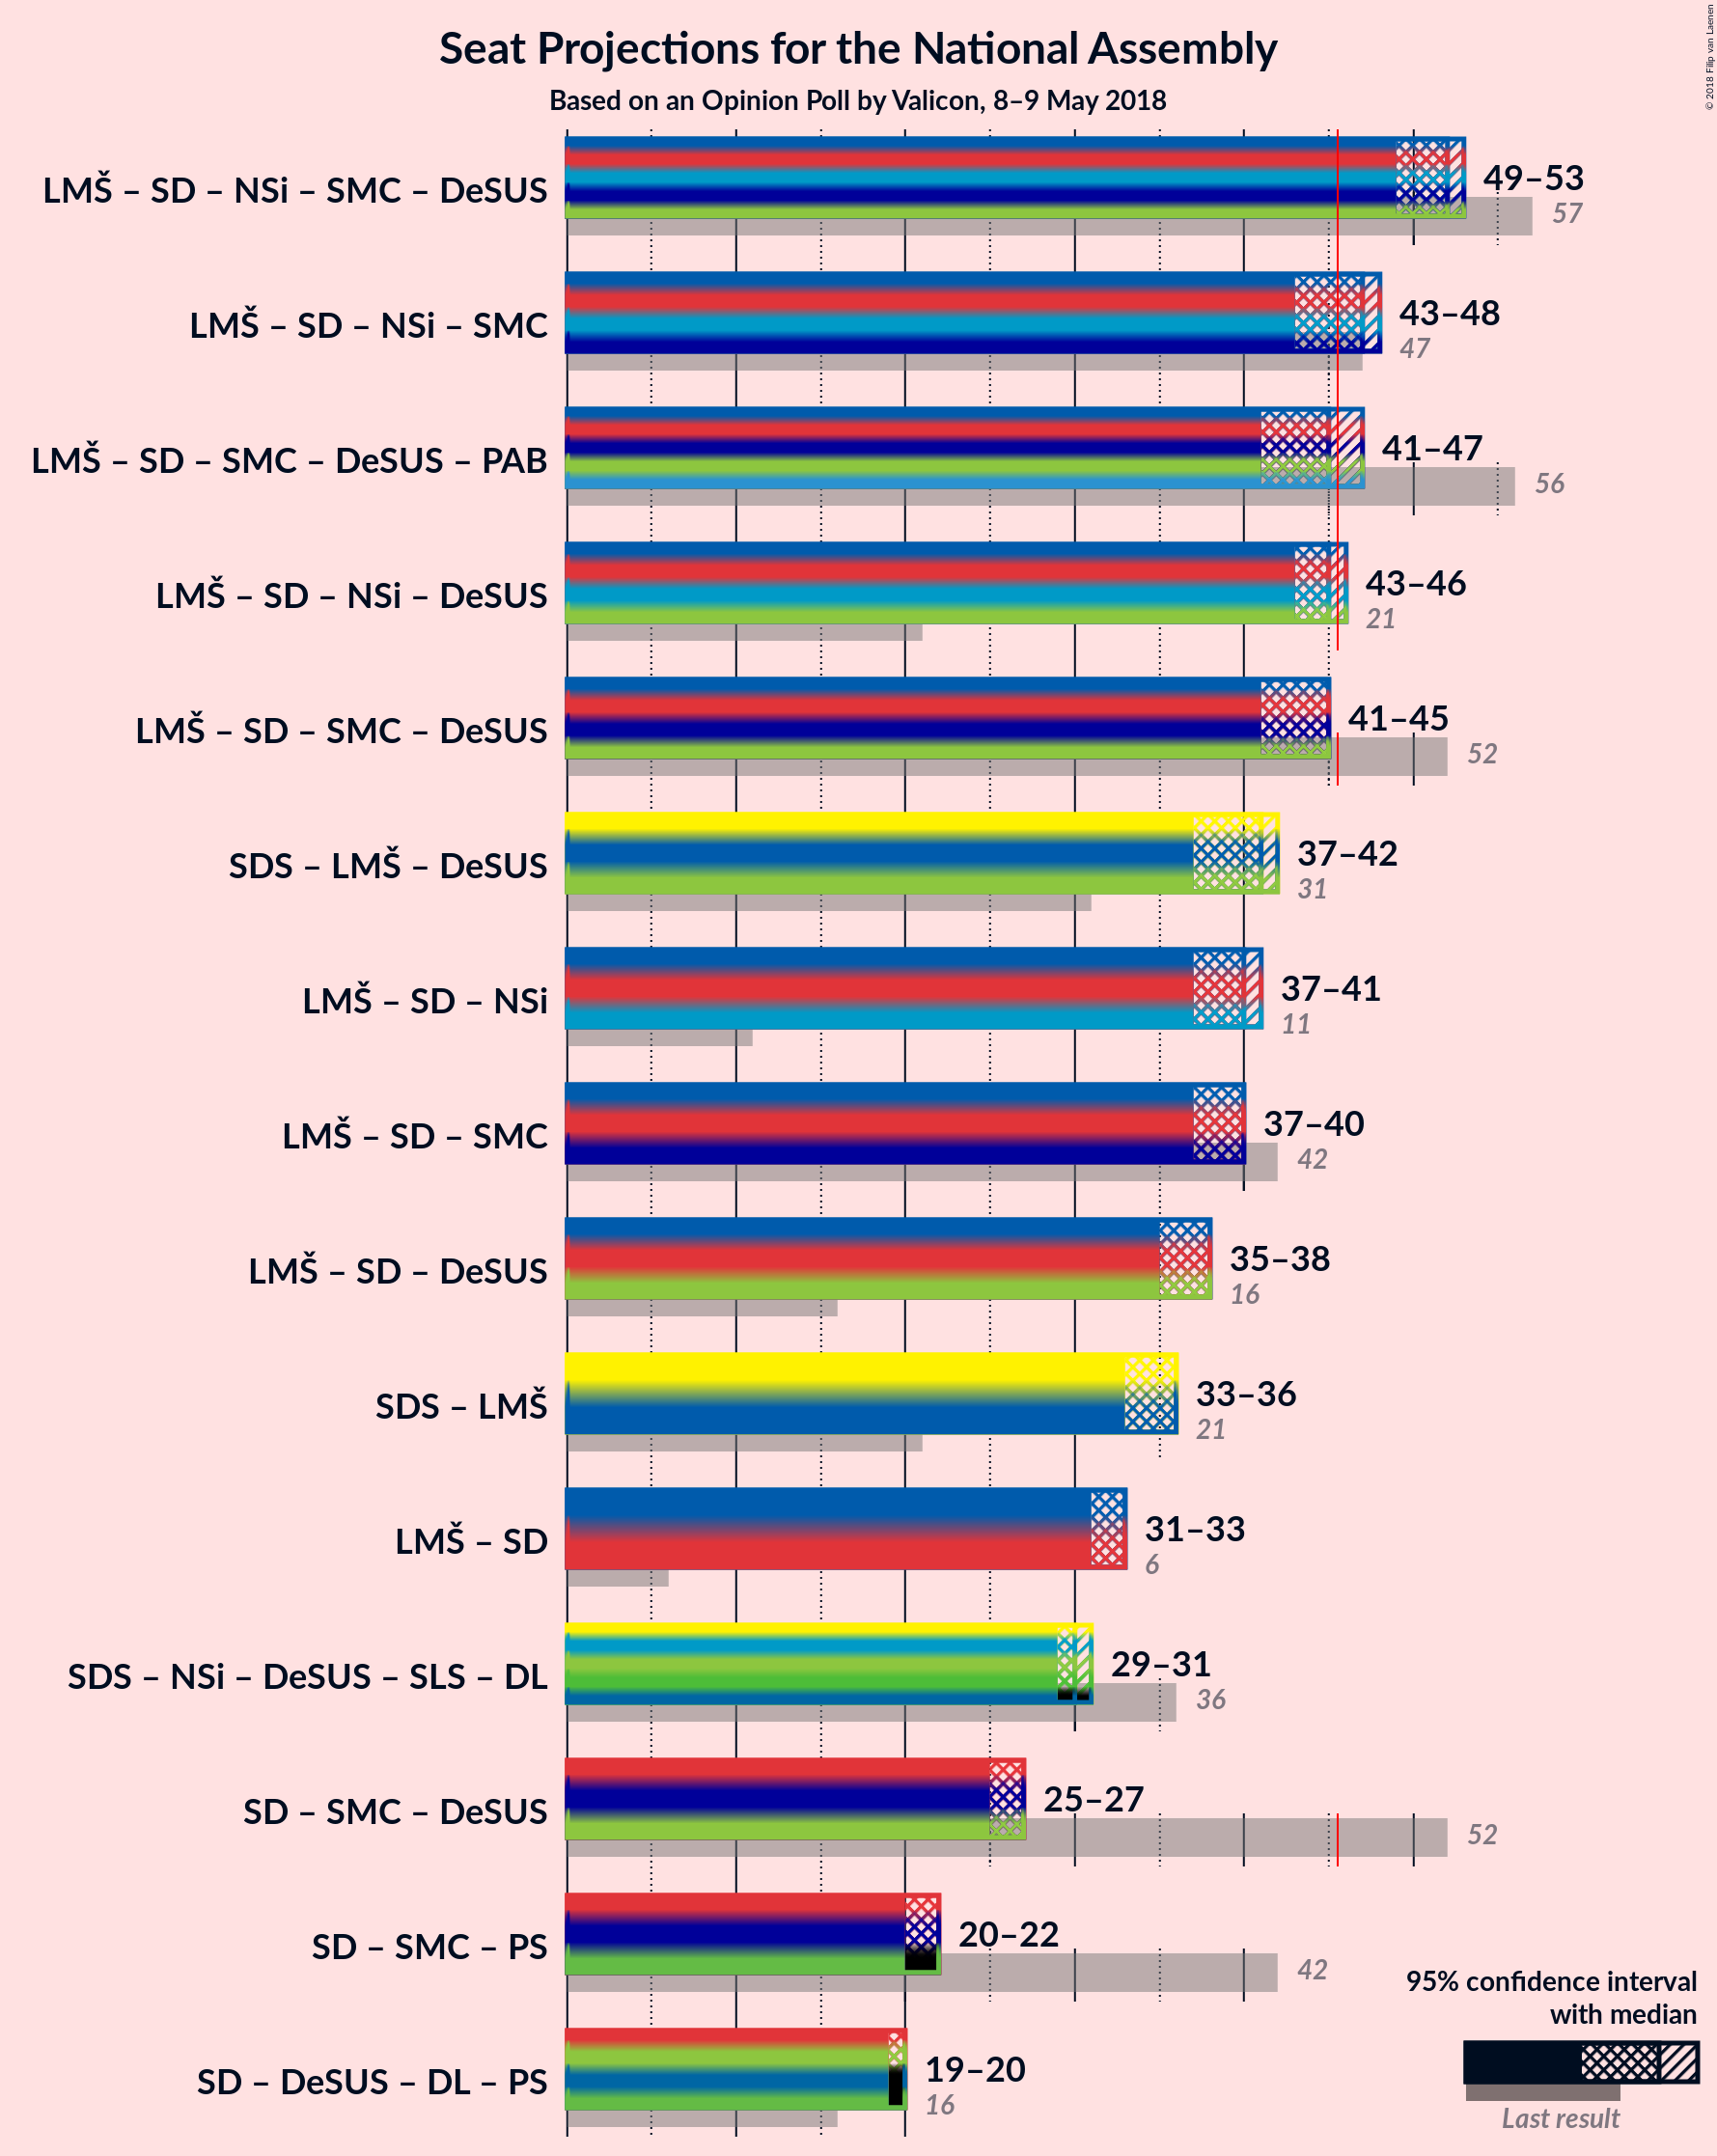 Seat Projections for the National Assembly
Based on an Opinion Poll by Valicon, 8–9 May 2018
© 2018 Filip van Laenen
LMŠ – SD – NSi – SMC – DeSUS
49–53
57
LMŠ – SD – NSi – SMC
43–48
47
LMŠ – SD – SMC – DeSUS – PAB
41–47
56
LMŠ – SD – NSi – DeSUS
43–46
21
LMŠ – SD – SMC – DeSUS
41–45
52
SDS – LMŠ – DeSUS
37–42
31
LMŠ – SD – NSi
37–41
11
LMŠ – SD – SMC
37–40
42
LMŠ – SD – DeSUS
35–38
16
SDS – LMŠ
33–36
21
LMŠ – SD
31–33
6
SDS – NSi – DeSUS – SLS – DL
29–31
36
SD – SMC – DeSUS
25–27
52
SD – SMC – PS
20–22
42
SD – DeSUS – DL – PS
19–20
16
95% confidence interval
with median
Last result